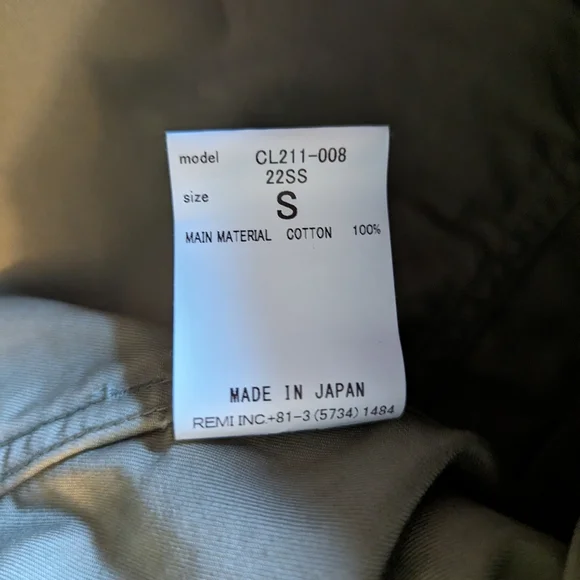 model CL211-008
22SS
size S
MAIN MATERIAL COTTON 100%
MADE IN JAPAN
REMI INC.+81-3(5734)1484